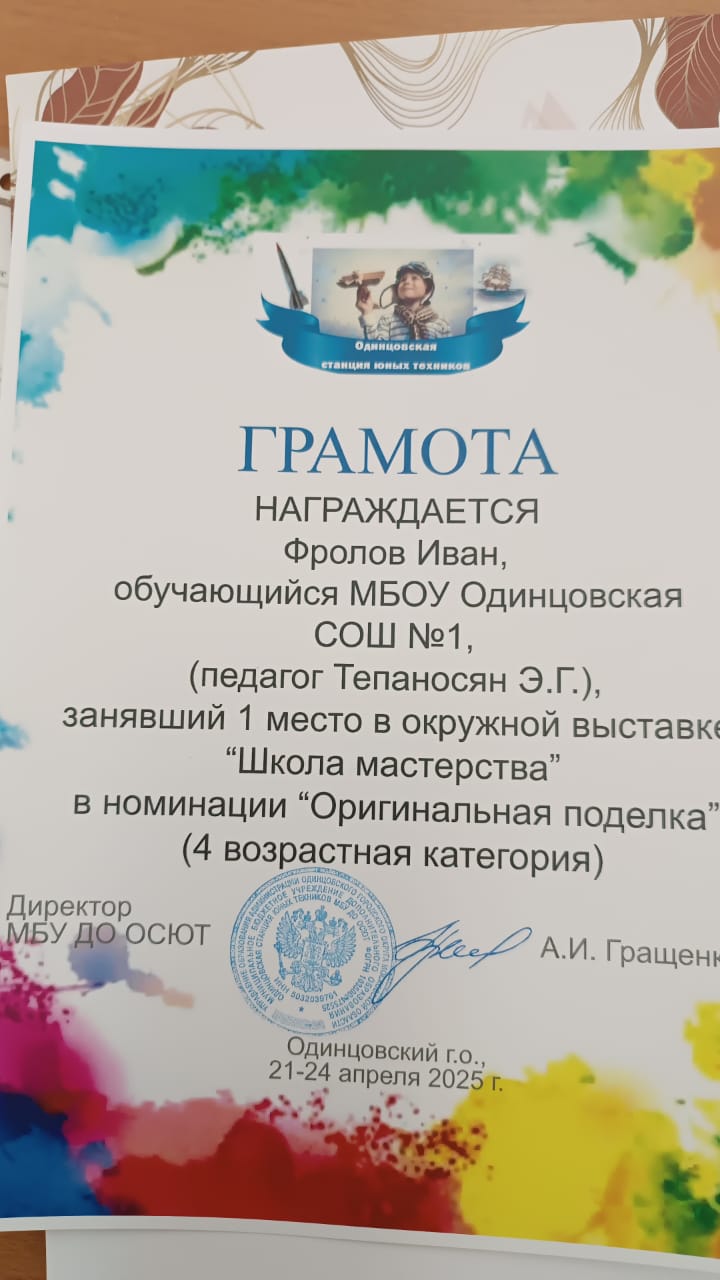 Одинцовская
станция юных техников
ГРАМОТА
НАГРАЖДАЕТСЯ
Фролов Иван,
обучающийся МБОУ Одинцовская
СОШ №1,
(педагог Тепаносян Э.Г.),
занявший 1 место в окружной выставке
“Школа мастерства”
в номинации “Оригинальная поделка”
(4 возрастная категория)
Директор
МБУ ДО ОСЮТ
А.И. Гращенк
ИНН 5032039761
Одинцовский г.о.,
21-24 апреля 2025 г.